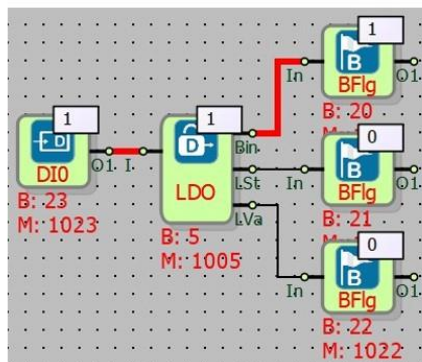 1
B
In
O1
BFlg
B: 20
M:
1
D
O1
I
DI0
B: 23
M: 1023
1
D
Bin
LSt
LVa
LDO
B: 5
M: 1005
0
B
In
O1
BFlg
B: 21
0
B
In
O1
BFlg
B: 22
M: 1022